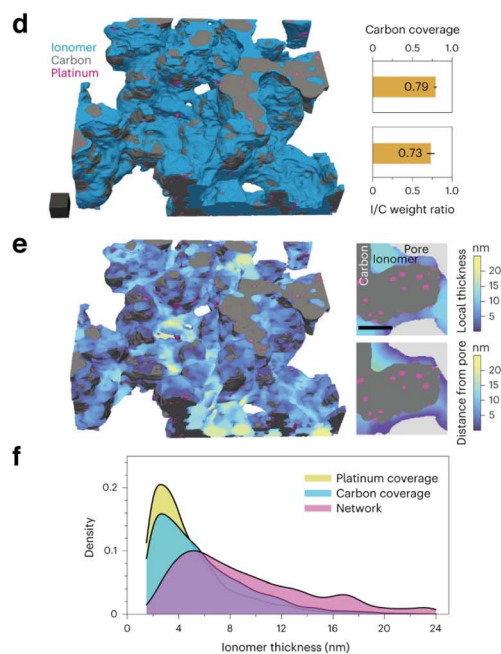 d
Ionomer
Carbon
Platinum
Carbon coverage
0 0.5 1.0
0.79
0.73
0 0.5 1.0
I/C weight ratio
e
Carbon
Pore
Ionomer
nm
20
15
10
5
Local thickness
nm
20
15
10
5
Distance from pore
f
Platinum coverage
Carbon coverage
Network
0.2
0.1
0
Density
0 4 8 12 16 20 24
Ionomer thickness (nm)